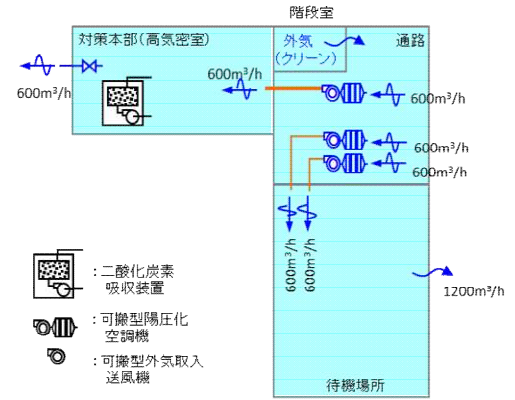 階段室
対策本部(高気密室)
外気
(クリーン)
通路
600m³/h
600m³/h
600m³/h
600m³/h
600m³/h
600m³/h
600m³/h
1200m³/h
:二酸化炭素
吸収装置
:可搬型陽圧化
空調機
:可搬型外気取入
送風機
待機場所